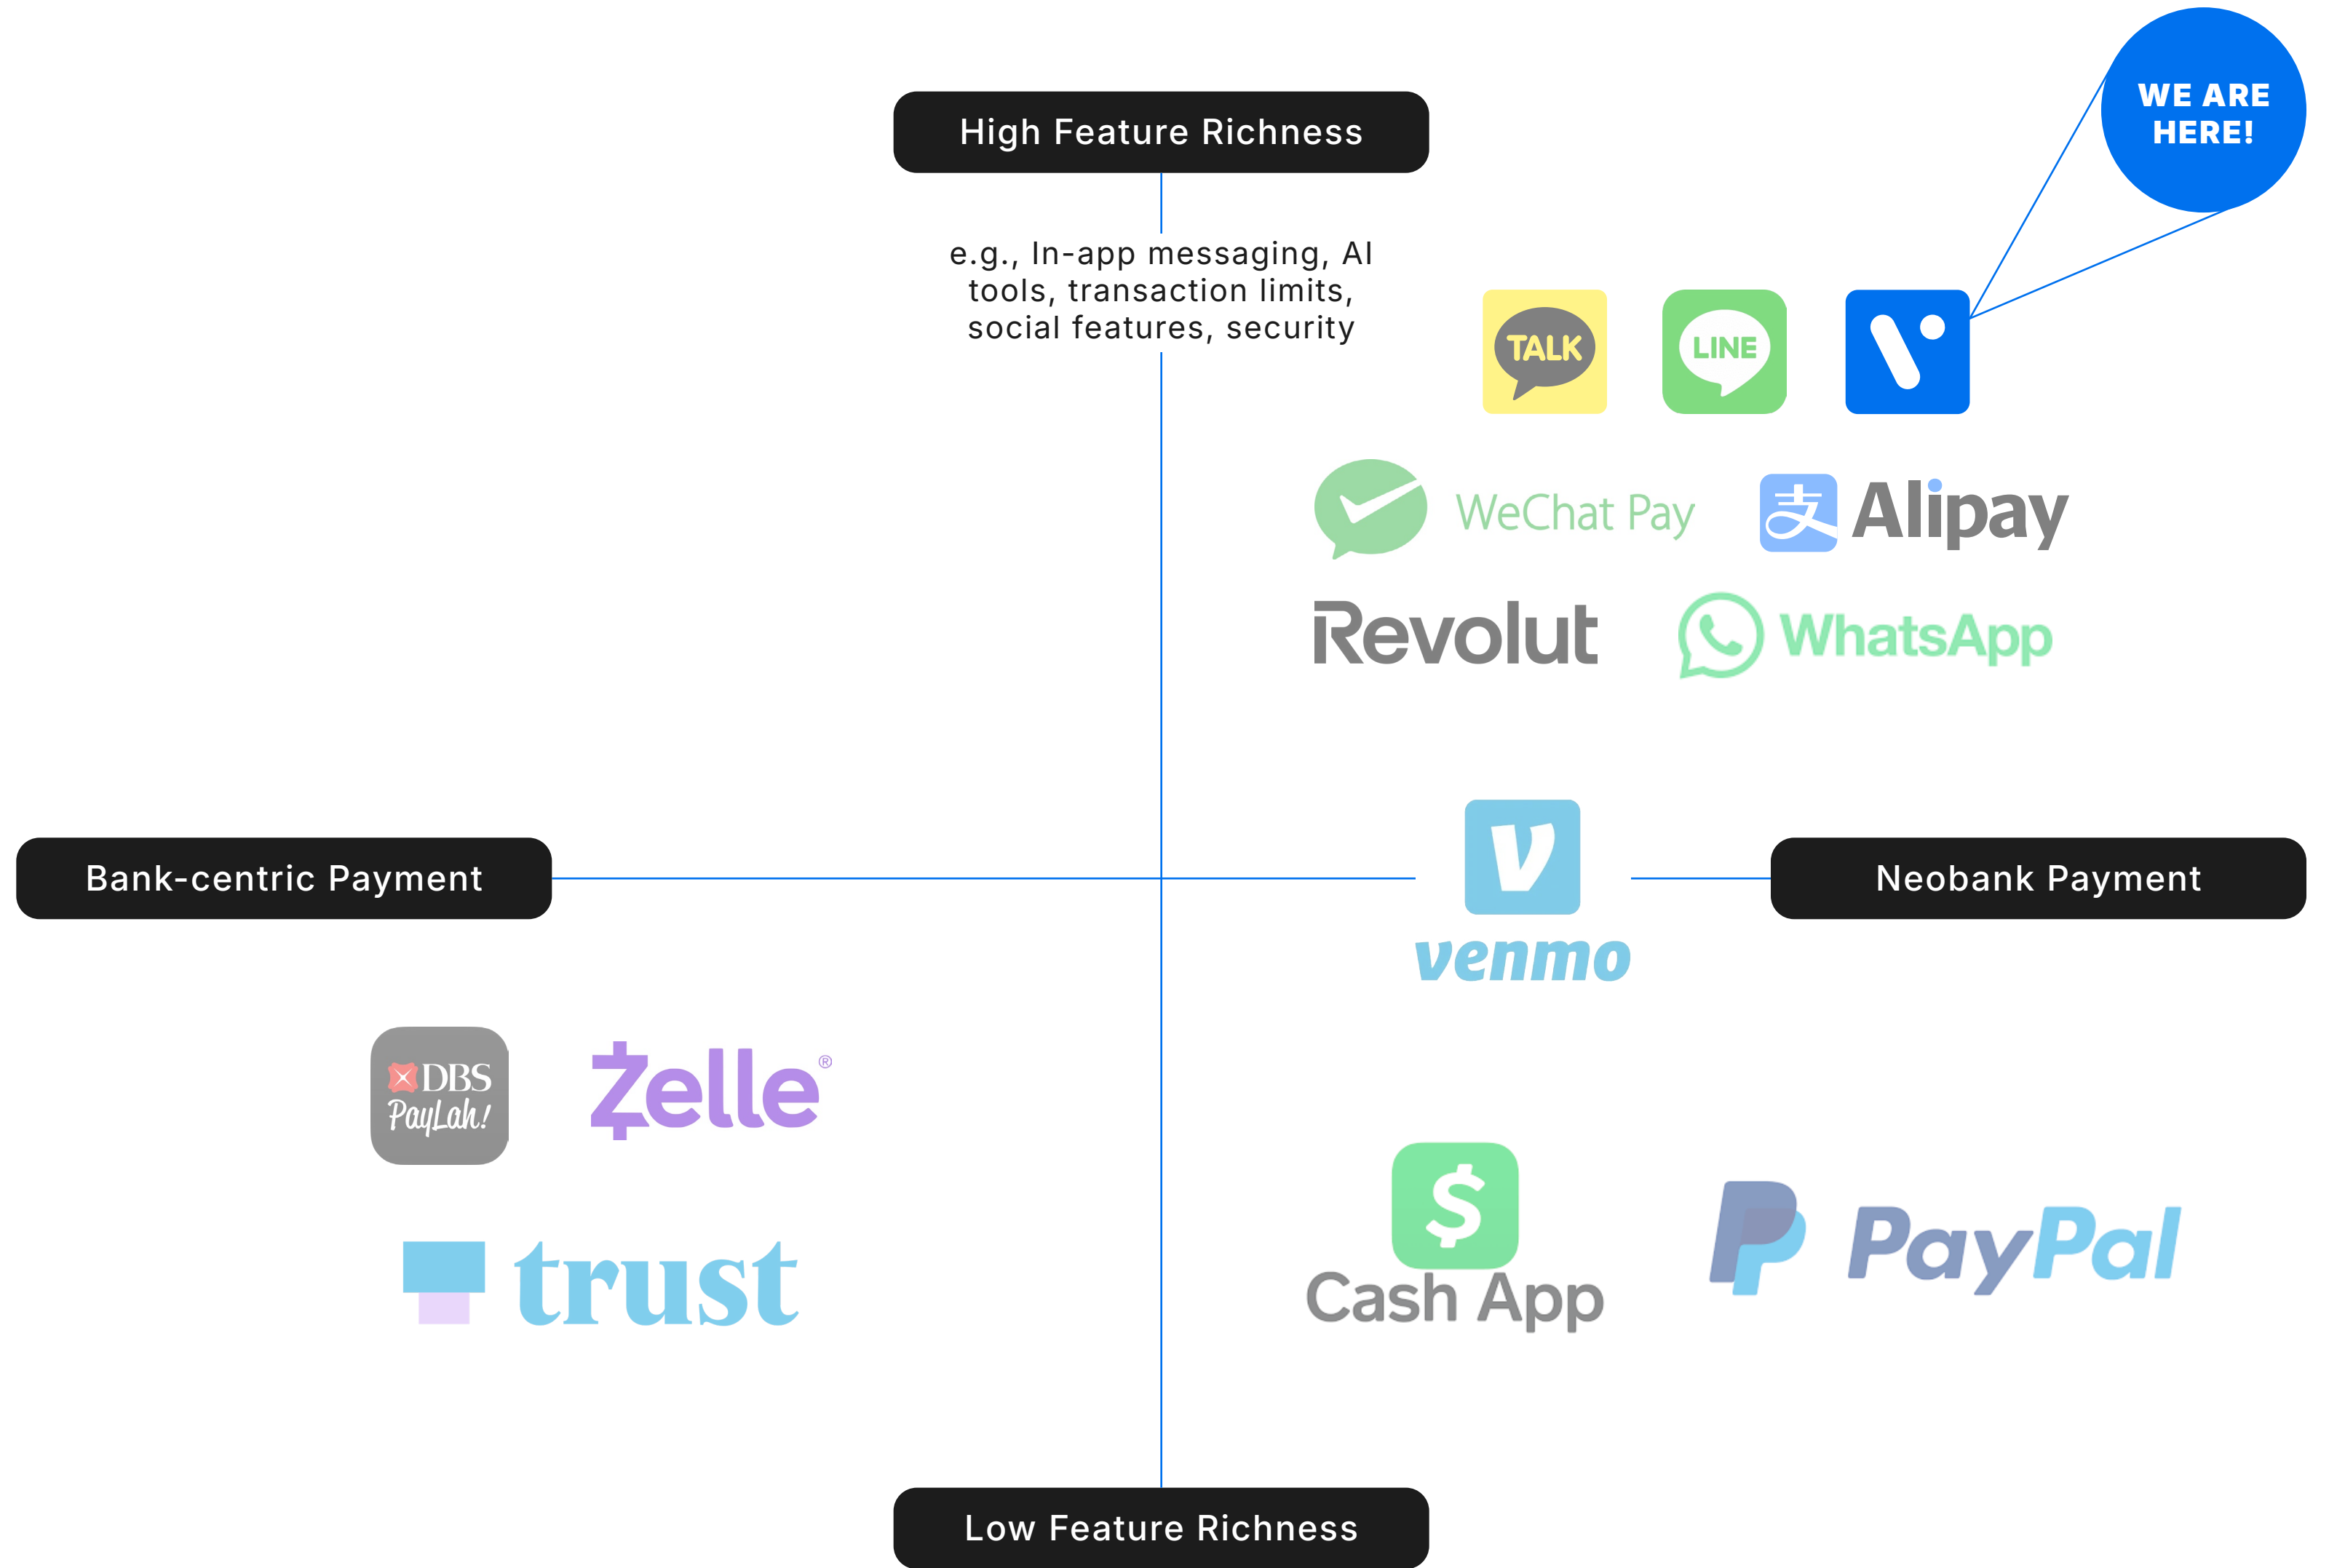 WE ARE
HERE!
High Feature Richness
e.g., In-app messaging, AI
tools, transaction limits,
social features, security
TALK
LINE
WeChat Pay
支 Alipay
Revolut
WhatsApp
venmo
Bank-centric Payment
Neobank Payment
DBS
PayLah!
Zelle®
trust
$
Cash App
PayPal
Low Feature Richness